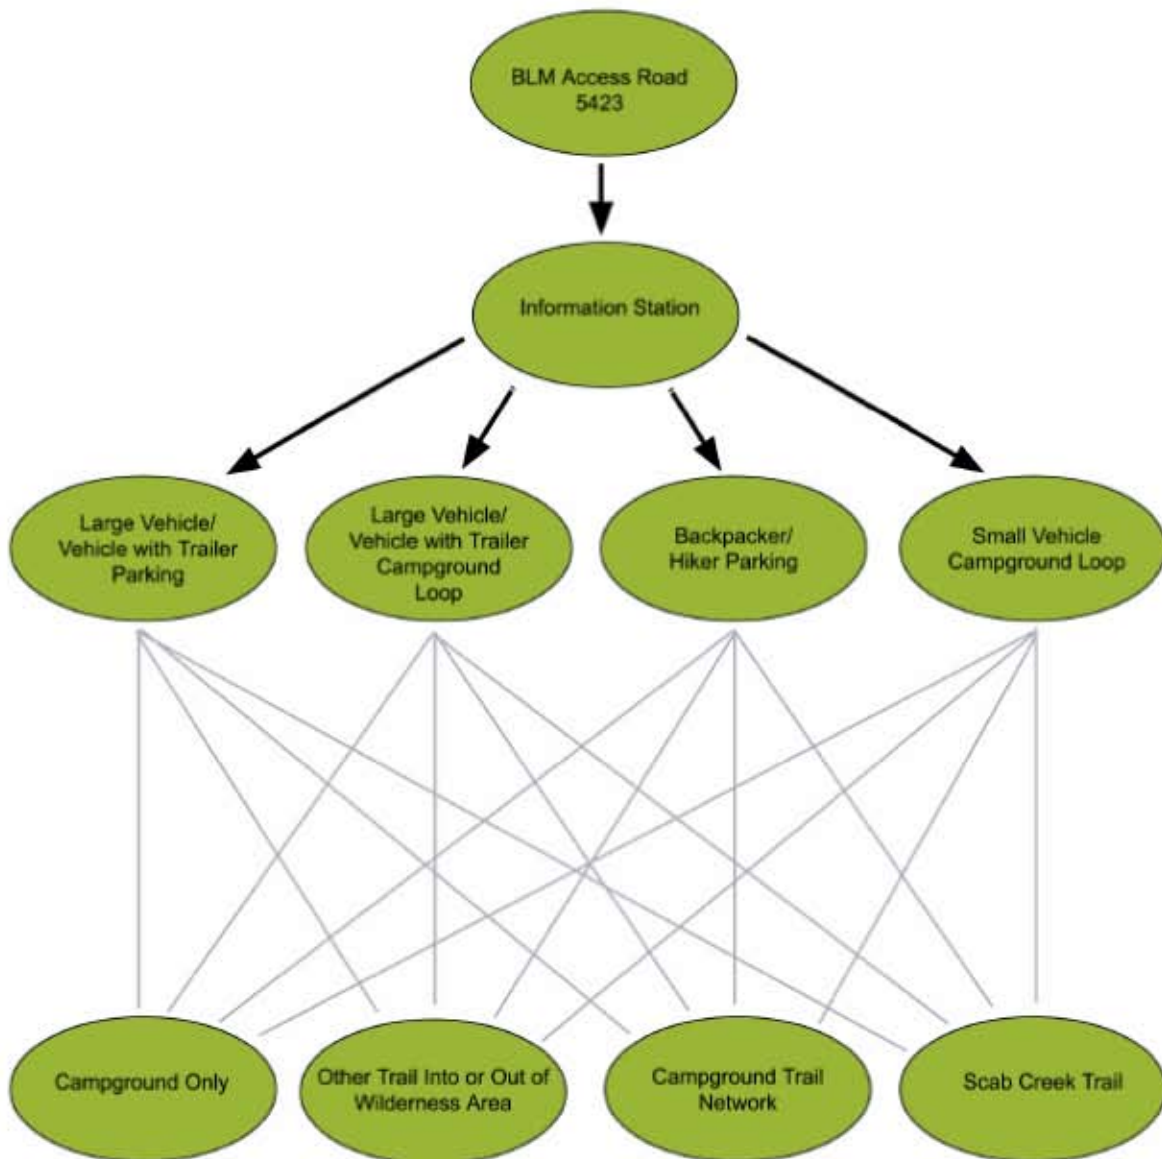 BLM Access Road
5423
Information Station
Large Vehicle/
Vehicle with Trailer
Parking
Large Vehicle/
Vehicle with Trailer
Campground
Loop
Backpacker/
Hiker Parking
Small Vehicle
Campground Loop
Campground Only
Other Trail Into or Out of
Wilderness Area
Campground Trail
Network
Scab Creek Trail